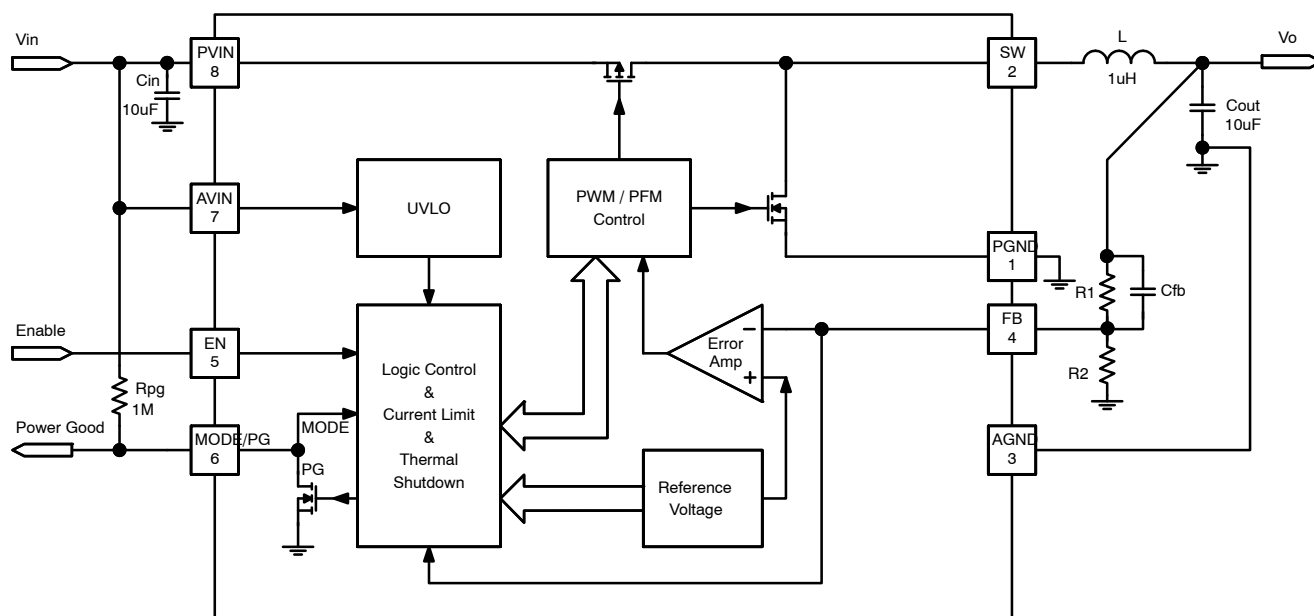 Vin
PVIN
8
Cin
10uF
SW
2
L
1uH
Vo
Cout
10uF
AVIN
7
UVLO
PWM / PFM
Control
PGND
1
R1
Cfb
FB
4
R2
Enable
EN
5
Rpg
1M
Power Good
MODE/PG
6
MODE
PG
Logic Control
&
Current Limit
&
Thermal
Shutdown
−
Error
Amp
+
Reference
Voltage
AGND
3